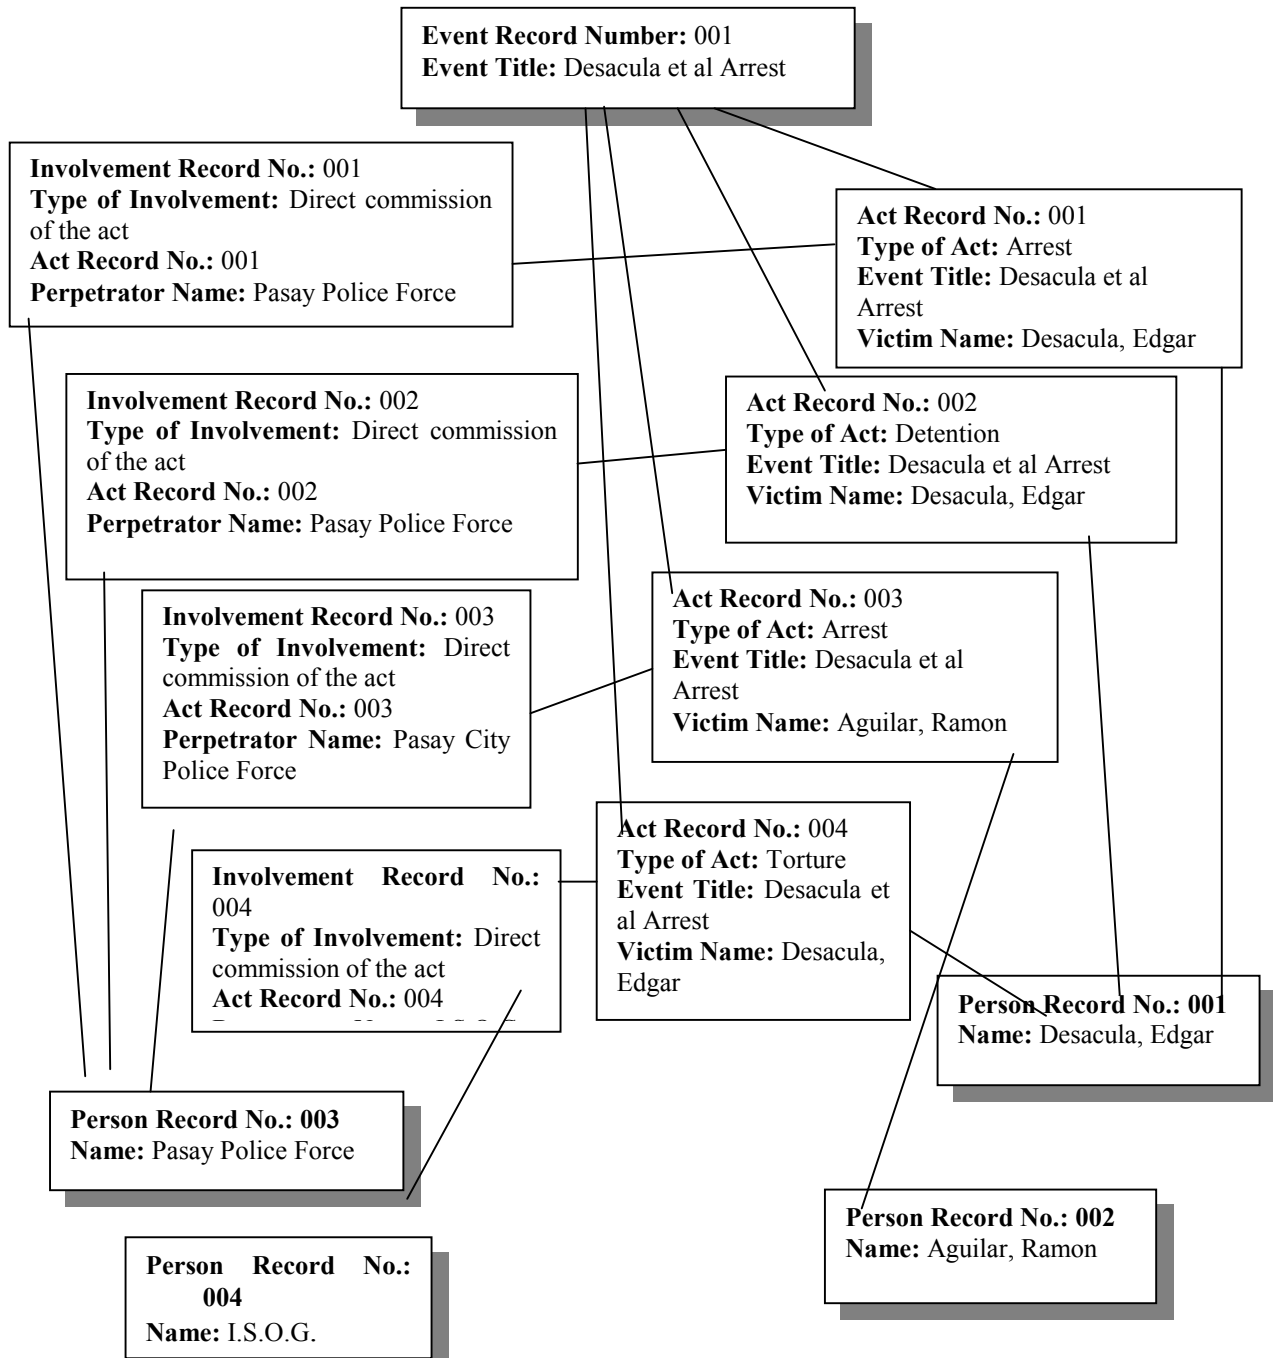 Event Record Number: 001
Event Title: Desacula et al Arrest
Involvement Record No.: 001
Type of Involvement: Direct commission
of the act
Act Record No.: 001
Perpetrator Name: Pasay Police Force
Act Record No.: 001
Type of Act: Arrest
Event Title: Desacula et al
Arrest
Victim Name: Desacula, Edgar
Involvement Record No.: 002
Type of Involvement: Direct commission
of the act
Act Record No.: 002
Perpetrator Name: Pasay Police Force
Act Record No.: 002
Type of Act: Detention
Event Title: Desacula et al Arrest
Victim Name: Desacula, Edgar
Involvement Record No.: 003
Type of Involvement: Direct
commission of the act
Act Record No.: 003
Perpetrator Name: Pasay City
Police Force
Act Record No.: 003
Type of Act: Arrest
Event Title: Desacula et al
Arrest
Victim Name: Aguilar, Ramon
Involvement Record No.:
004
Type of Involvement: Direct
commission of the act
Act Record No.: 004
Act Record No.: 004
Type of Act: Torture
Event Title: Desacula et
al Arrest
Victim Name: Desacula,
Edgar
Person Record No.: 001
Name: Desacula, Edgar
Person Record No.: 003
Name: Pasay Police Force
Person Record No.: 002
Name: Aguilar, Ramon
Person Record No.:
004
Name: I.S.O.G.